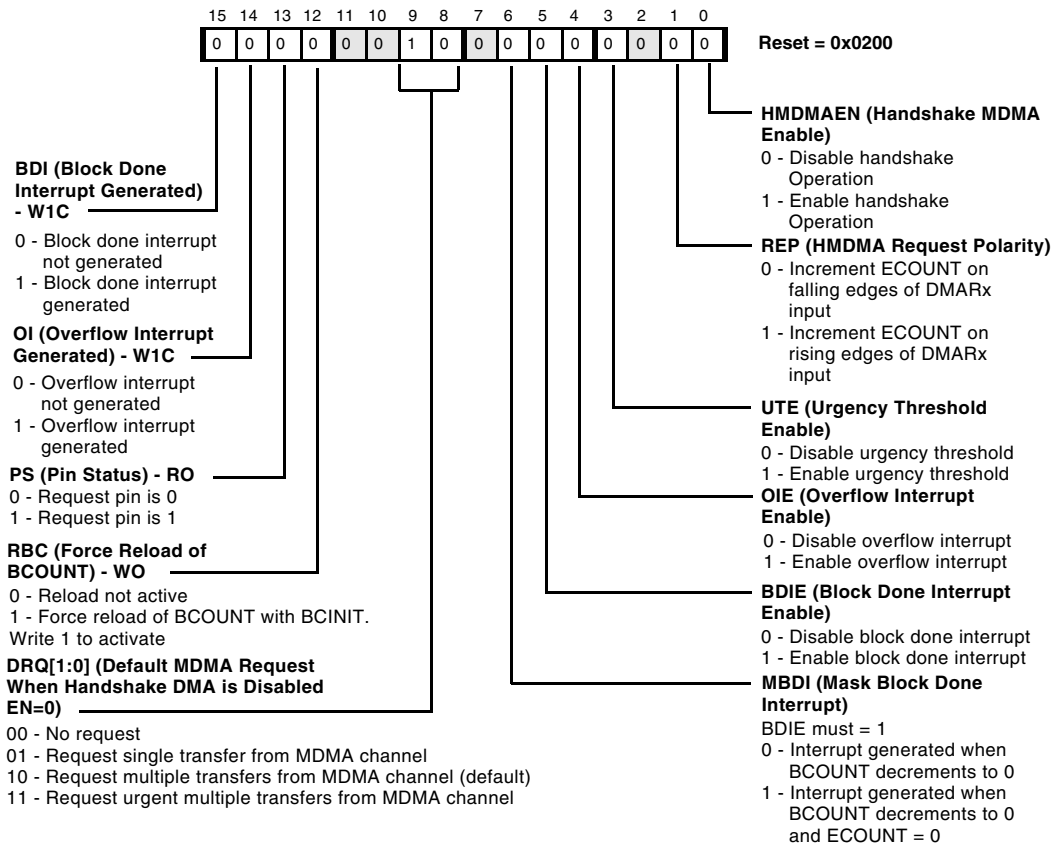 15 14 13 12 11 10 9 8 7 6 5 4 3 2 1 0
0 0 0 0 0 0 1 0 0 0 0 0 0 0 0 0
Reset = 0x0200
BDI (Block Done
Interrupt Generated)
- W1C
0 - Block done interrupt
not generated
1 - Block done interrupt
generated
OI (Overflow Interrupt
Generated) - W1C
0 - Overflow interrupt
not generated
1 - Overflow interrupt
generated
PS (Pin Status) - RO
0 - Request pin is 0
1 - Request pin is 1
RBC (Force Reload of
BCOUNT) - WO
0 - Reload not active
1 - Force reload of BCOUNT with BCINIT.
Write 1 to activate
DRQ[1:0] (Default MDMA Request
When Handshake DMA is Disabled
EN=0)
00 - No request
01 - Request single transfer from MDMA channel
10 - Request multiple transfers from MDMA channel (default)
11 - Request urgent multiple transfers from MDMA channel
HMDMAEN (Handshake MDMA
Enable)
0 - Disable handshake
Operation
1 - Enable handshake
Operation
REP (HMDMA Request Polarity)
0 - Increment ECOUNT on
falling edges of DMARx
input
1 - Increment ECOUNT on
rising edges of DMARx
input
UTE (Urgency Threshold
Enable)
0 - Disable urgency threshold
1 - Enable urgency threshold
OIE (Overflow Interrupt
Enable)
0 - Disable overflow interrupt
1 - Enable overflow interrupt
BDIE (Block Done Interrupt
Enable)
0 - Disable block done interrupt
1 - Enable block done interrupt
MBDI (Mask Block Done
Interrupt)
BDIE must = 1
0 - Interrupt generated when
BCOUNT decrements to 0
1 - Interrupt generated when
BCOUNT decrements to 0
and ECOUNT = 0